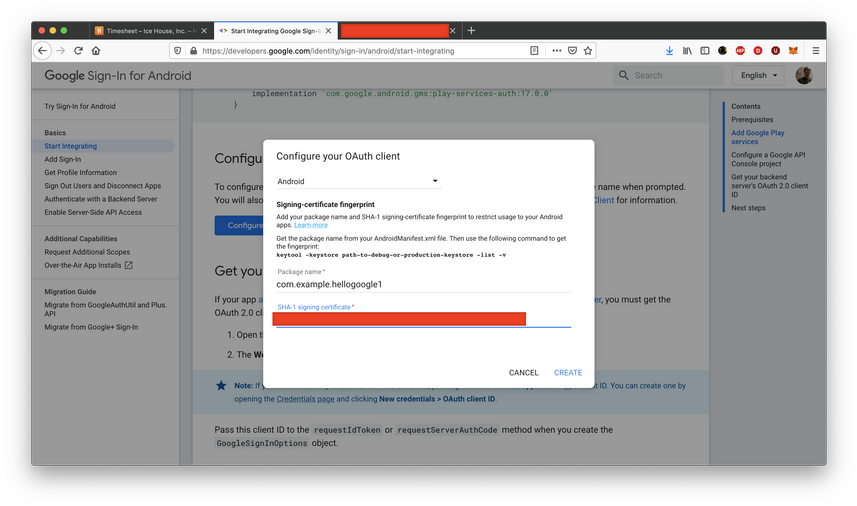 Timesheet – Ice House, Inc. –
Start Integrating Google Sign-In
https://developers.google.com/identity/sign-in/android/start-integrating
Google Sign-In for Android
Search
English
Try Sign-In for Android
Basics
Start Integrating
Add Sign-In
Get Profile Information
Sign Out Users and Disconnect Apps
Authenticate with a Backend Server
Enable Server-Side API Access
Additional Capabilities
Request Additional Scopes
Over-the-Air App Installs
Migration Guide
Migrate from GoogleAuthUtil and Plus.
API
Migrate from Google+ Sign-In
implementation 'com.google.android.gms:play-services-auth:17.0.0'
}
Configu
To configure
name when prompted.
You will also
Client for information.
Configure
Get you
If your app
er, you must get the
OAuth 2.0 cli
1. Open t
2. The We
Note: If
ID. You can create one by
opening the Credentials page and clicking New credentials > OAuth client ID.
Pass this client ID to the requestIdToken or requestServerAuthCode method when you create the
GoogleSignInOptions object.
Configure your OAuth client
Android
Signing-certificate fingerprint
Add your package name and SHA-1 signing-certificate fingerprint to restrict usage to your Android
apps. Learn more
Get the package name from your AndroidManifest.xml file. Then use the following command to get
the fingerprint:
keytool -keystore path-to-debug-or-production-keystore -list -v
Package name *
com.example.hellogoogle1
SHA-1 signing certificate *
CANCEL
CREATE
Contents
Prerequisites
Add Google Play
services
Configure a Google API
Console project
Get your backend
server's OAuth 2.0 client
ID
Next steps